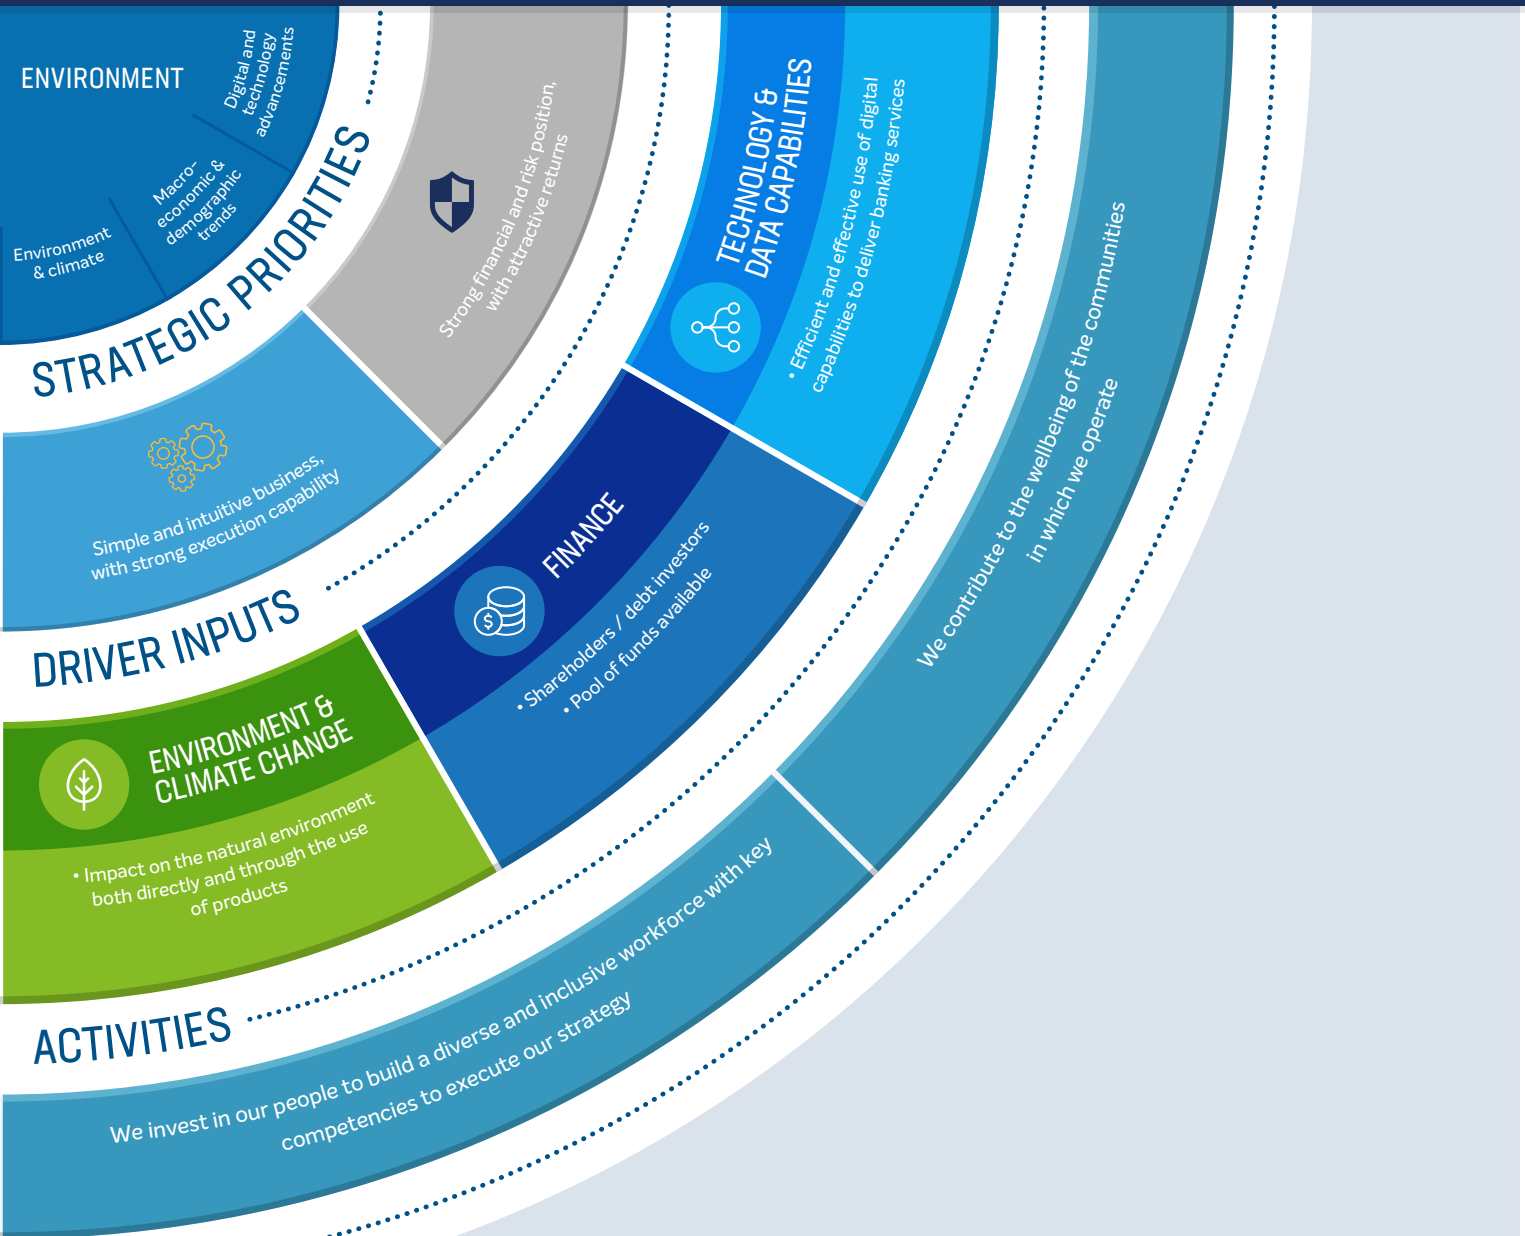 ENVIRONMENT
Digital and
technology
advancements
Macro-
economic &
demographic
trends
Environment
& climate
STRATEGIC PRIORITIES
Strong financial and risk position,
with attractive returns
Simple and intuitive business,
with strong execution capability
DRIVER INPUTS
TECHNOLOGY &
DATA CAPABILITIES
• Efficient and effective use of digital
capabilities to deliver banking services
FINANCE
• Shareholders / debt investors
• Pool of funds available
$
ENVIRONMENT &
CLIMATE CHANGE
• Impact on the natural environment
both directly and through the use
of products
ACTIVITIES
We contribute to the wellbeing of the communities
in which we operate
We invest in our people to build a diverse and inclusive workforce with key
competencies to execute our strategy